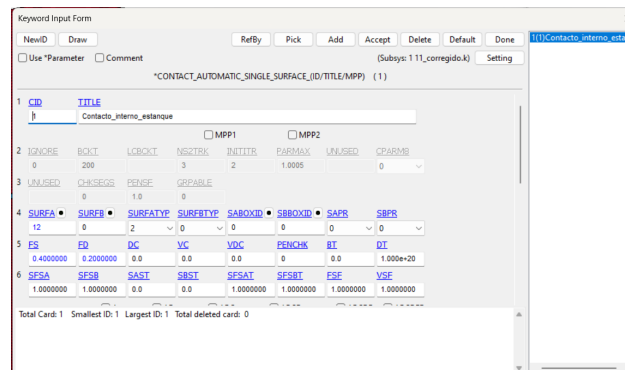 Keyword Input Form
NewID Draw RefBy Pick Add Accept Delete Default Done
1(1)Contacto_interno_esta
Use *Parameter Comment (Subsys: 1 11_corregido.k) Setting
*CONTACT_AUTOMATIC_SINGLE_SURFACE_(ID/TITLE/MPP) (1)
1 CID TITLE
1 Contacto_interno_estanque
MPP1 MPP2
2 IGNORE BCKT LCBCKT NS2TRK INITITR PARMAX UNUSED CPARM8
0 200 3 2 1.0005 0
3 UNUSED CHKSEGS PENSF GRPABLE
0 1.0 0
4 SURFA SURFB SURFATYP SURFBTYP SABOXID SBBOXID SAPR SBPR
12 0 2 0 0 0 0 0
5 FS FD DC VC VDC PENCHK BT DT
0.4000000 0.2000000 0.0 0.0 0.0 0 0.0 1.000e+20
6 SFSA SFSB SAST SBST SFSAT SFSBT FSF VSF
1.0000000 1.0000000 0.0 0.0 1.0000000 1.0000000 1.0000000 1.0000000
Total Card: 1 Smallest ID: 1 Largest ID: 1 Total deleted card: 0